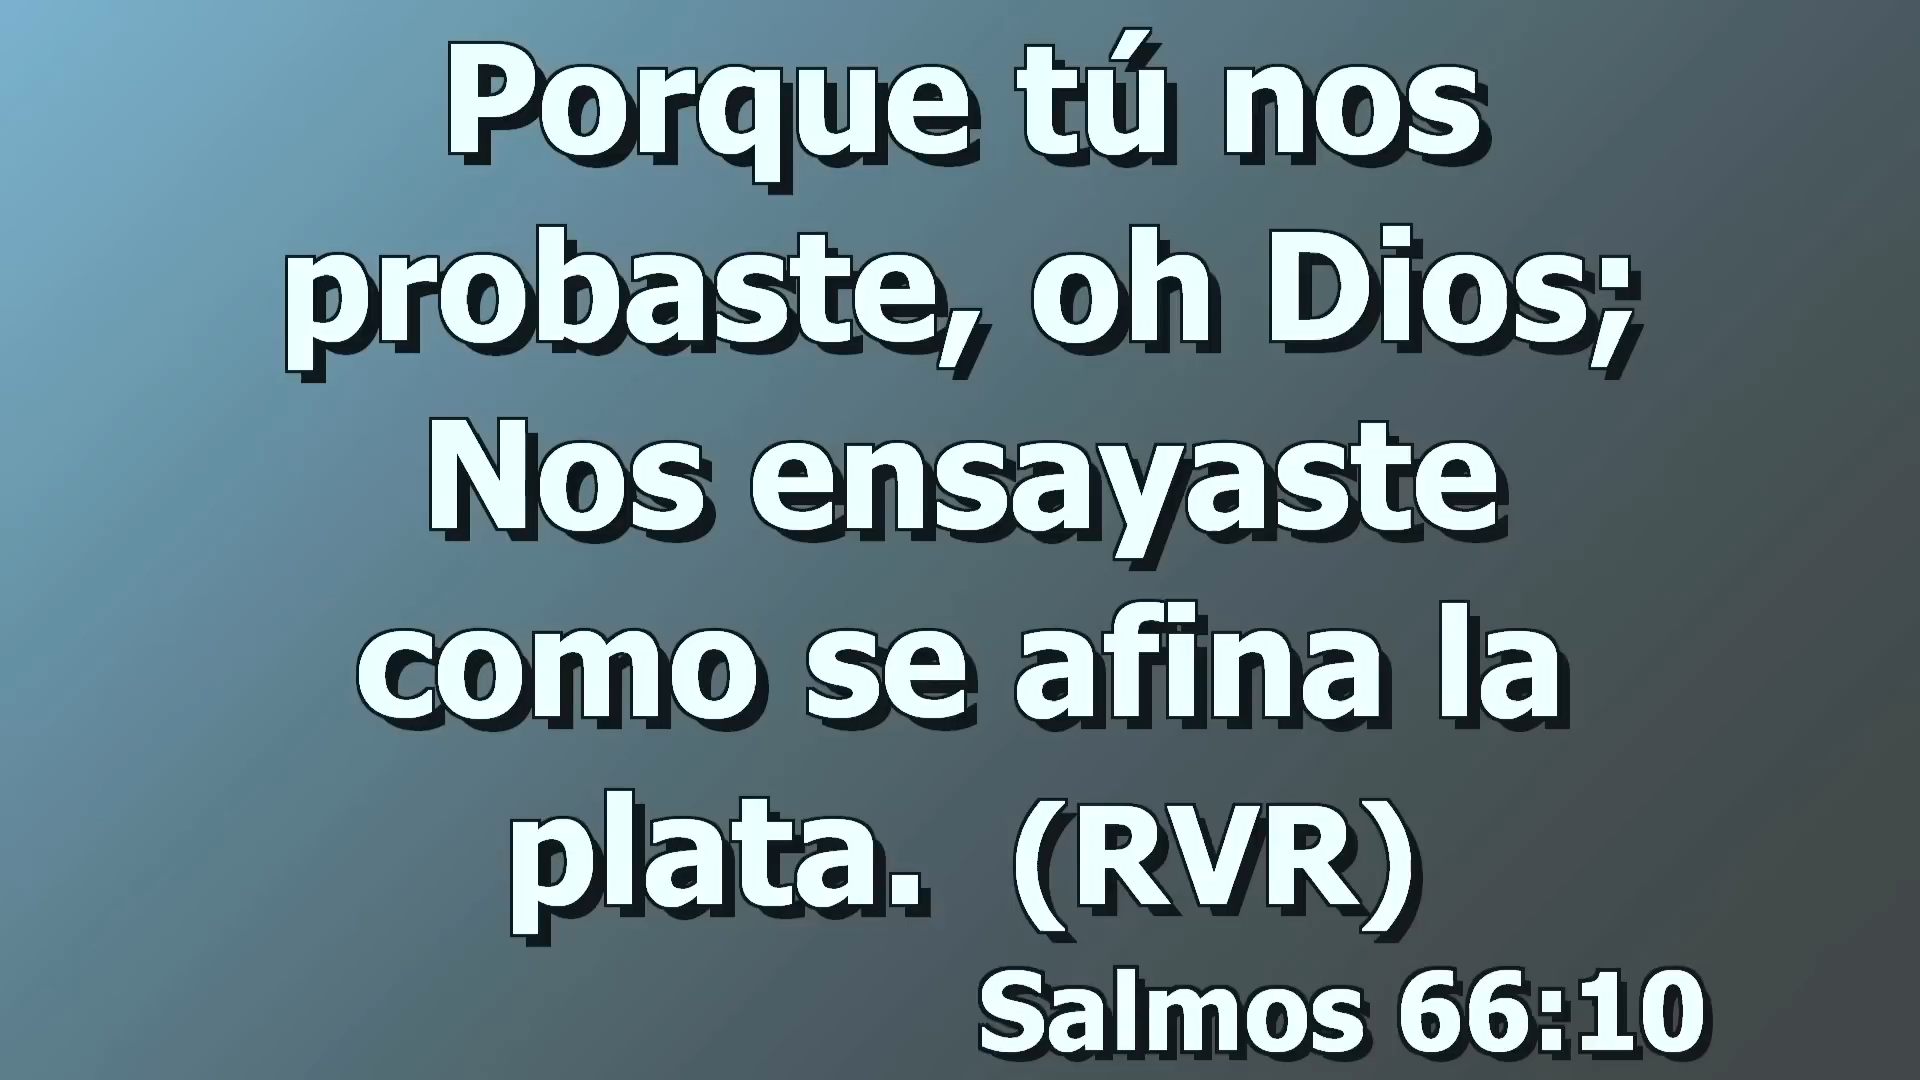 Porque tú nos
probaste, oh Dios;
Nos ensayaste
como se afina la
plata.  (RVR)
Salmos 66:10